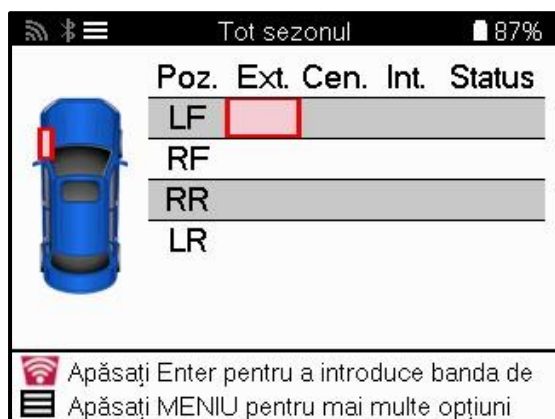 Tot sezonul 87%
Poz. Ext. Cen. Int. Status
LF
RF
RR
LR
Apăsați Enter pentru a introduce banda de
Apăsați MENIU pentru mai multe opțiuni